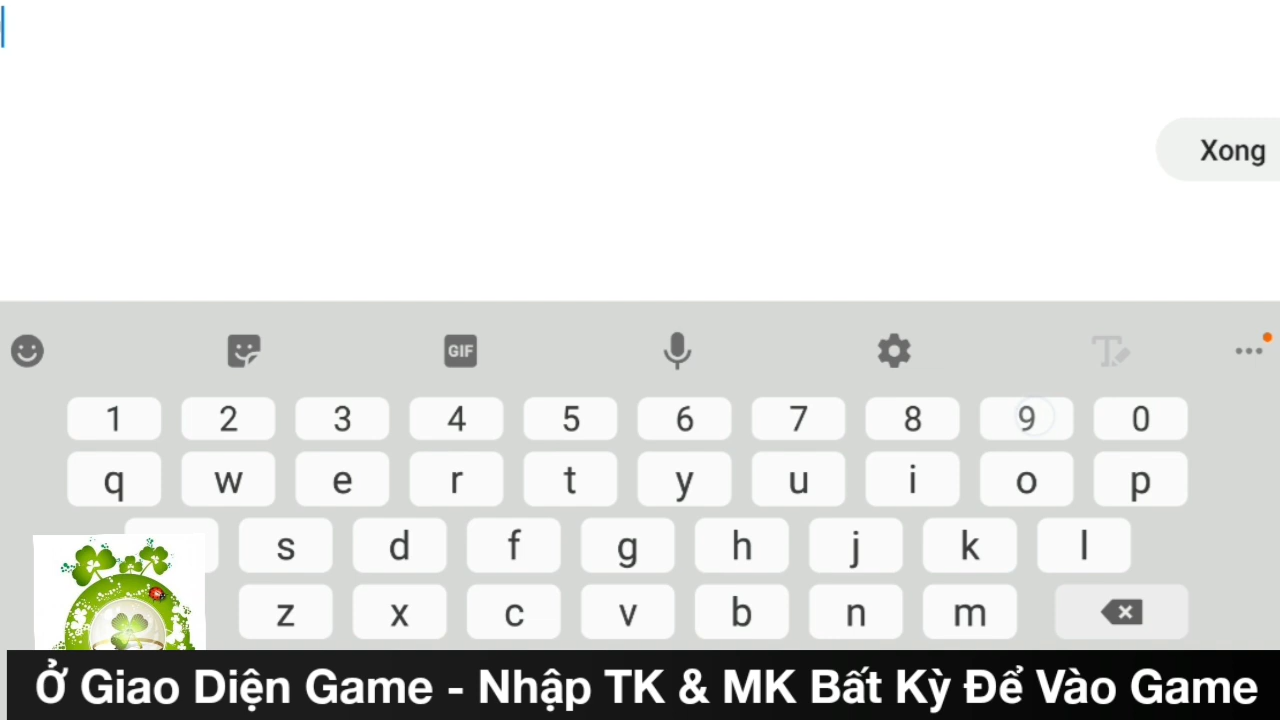 Xong
GIF
T
1 2 3 4 5 6 7 8 9 0
q w e r t y u i o p
s d f g h j k l
z x c v b n m
Ở Giao Diện Game - Nhập TK & MK Bất Kỳ Để Vào Game